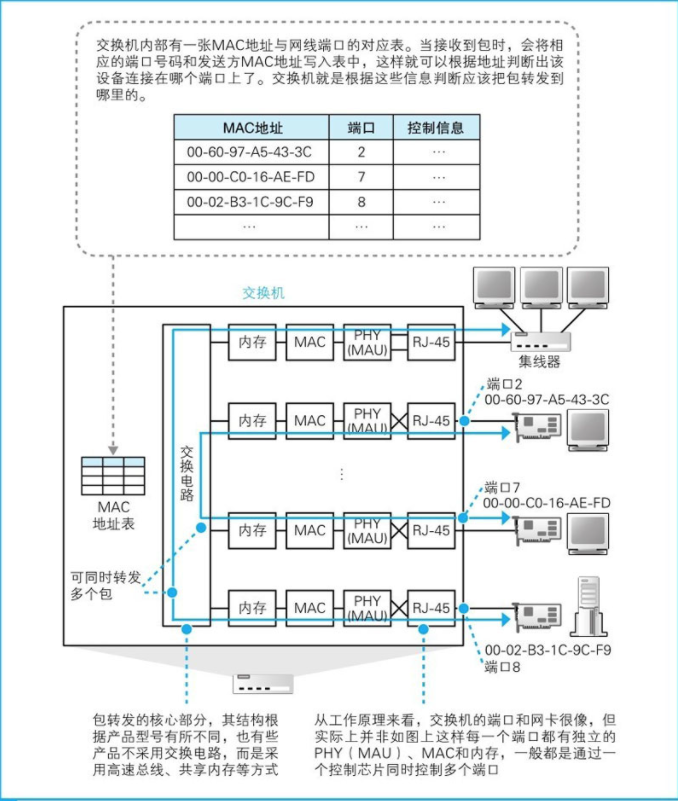 交换机内部有一张MAC地址与网线端口的对应表。当接收到包时，会将相
应的端口号码和发送方MAC地址写入表中，这样就可以根据地址判断出该
设备连接在哪个端口上了。交换机就是根据这些信息判断应该把包转发到
哪里的。
MAC地址 端口 控制信息
00-60-97-A5-43-3C 2 …
00-00-C0-16-AE-FD 7 …
00-02-B3-1C-9C-F9 8 …
… … …
交换机
内存 MAC PHY (MAU) RJ-45
集线器
端口2
00-60-97-A5-43-3C
内存 MAC PHY (MAU) RJ-45
交换电路
…
MAC
地址表
端口7
00-00-C0-16-AE-FD
内存 MAC PHY (MAU) RJ-45
可同时转发
多个包
内存 MAC PHY (MAU) RJ-45
00-02-B3-1C-9C-F9
端口8
包转发的核心部分，其结构根
据产品型号有所不同，也有些
产品不采用交换电路，而是采
用高速总线、共享内存等方式
从工作原理来看，交换机的端口和网卡很像，但
实际上并非如图上这样每一个端口都有独立的
PHY（MAU）、MAC和内存，一般都是通过一
个控制芯片同时控制多个端口